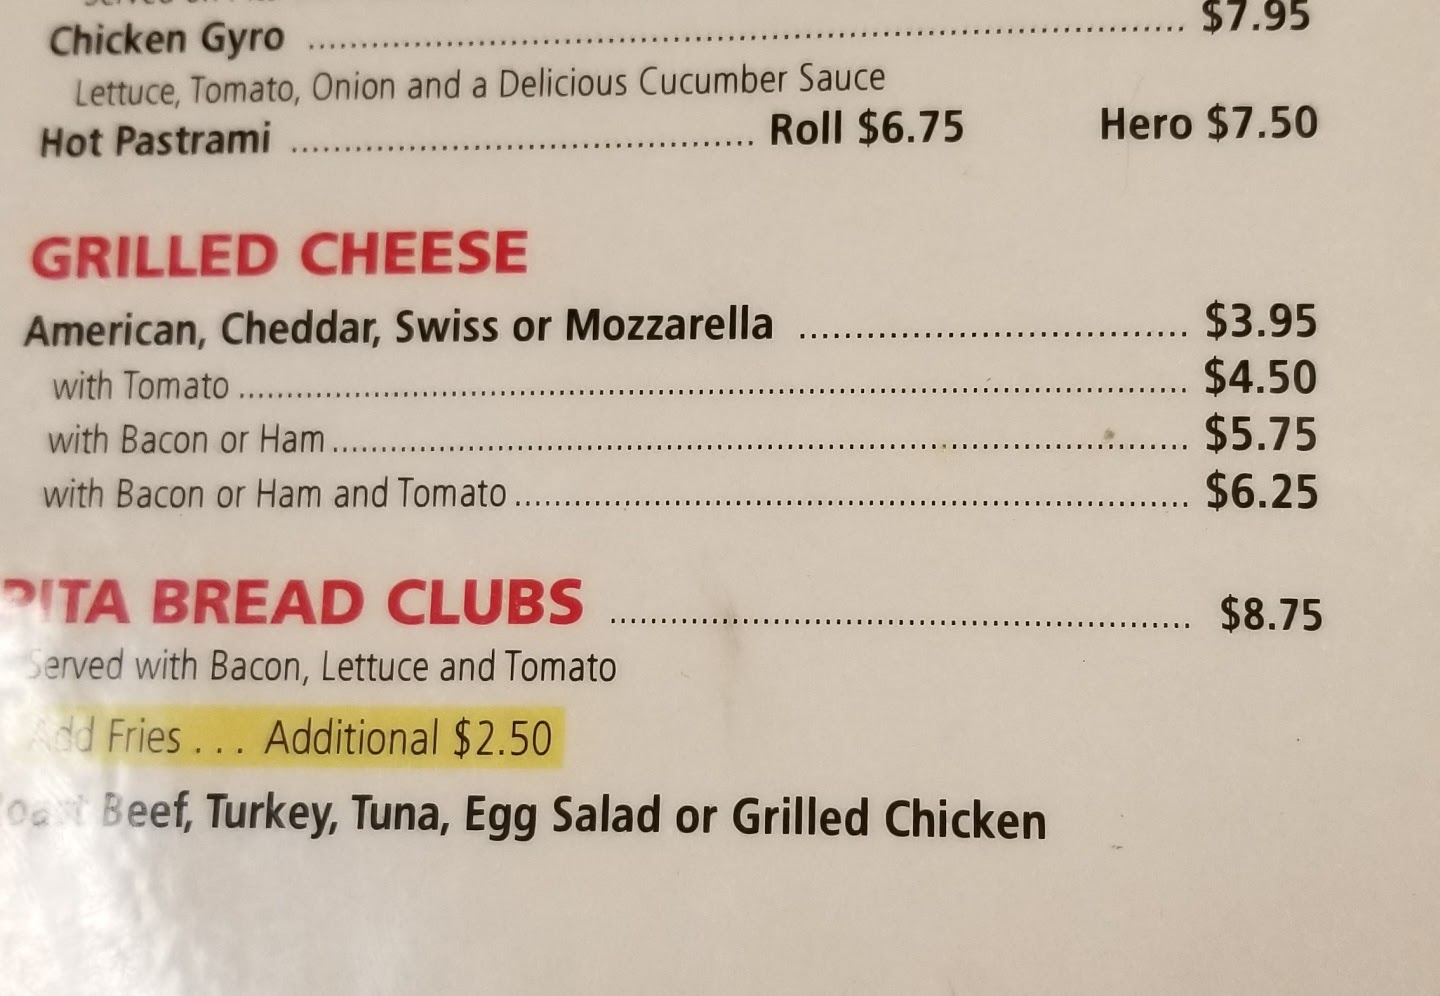 Chicken Gyro ........ $7.95
Lettuce, Tomato, Onion and a Delicious Cucumber Sauce
Hot Pastrami ........ Roll $6.75 Hero $7.50
GRILLED CHEESE
American, Cheddar, Swiss or Mozzarella ........ $3.95
with Tomato ........ $4.50
with Bacon or Ham ........ $5.75
with Bacon or Ham and Tomato ........ $6.25
PITA BREAD CLUBS ........ $8.75
Served with Bacon, Lettuce and Tomato
Add Fries . . . Additional $2.50
Beef, Turkey, Tuna, Egg Salad or Grilled Chicken